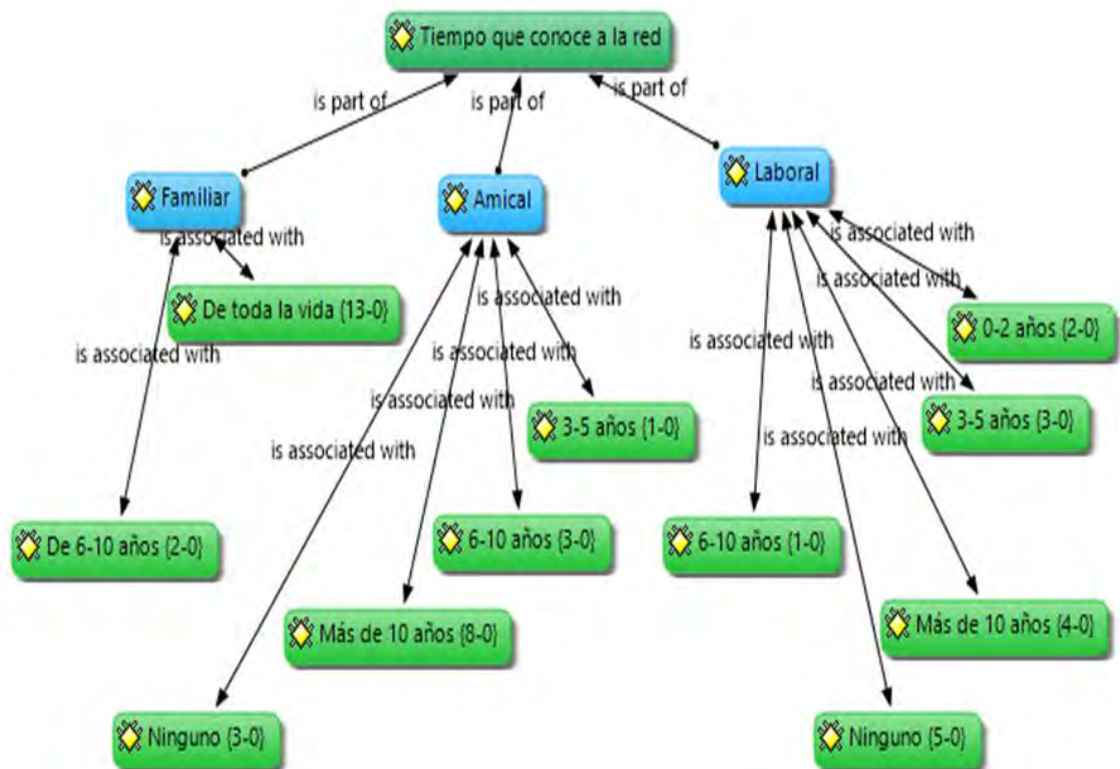 Tiempo que conoce a la red
is part of
is part of
is part of
Familiar
Amical
Laboral
is associated with
is associated with
De toda la vida {13-0}
is associated with
is associated with
0-2 años {2-0}
is associated with
is associated with
is associated with
is associated with
is associated with
3-5 años {1-0}
3-5 años {3-0}
is associated with
is associated with
De 6-10 años {2-0}
6-10 años {3-0}
6-10 años {1-0}
Más de 10 años {8-0}
Más de 10 años {4-0}
Ninguno {3-0}
Ninguno {5-0}